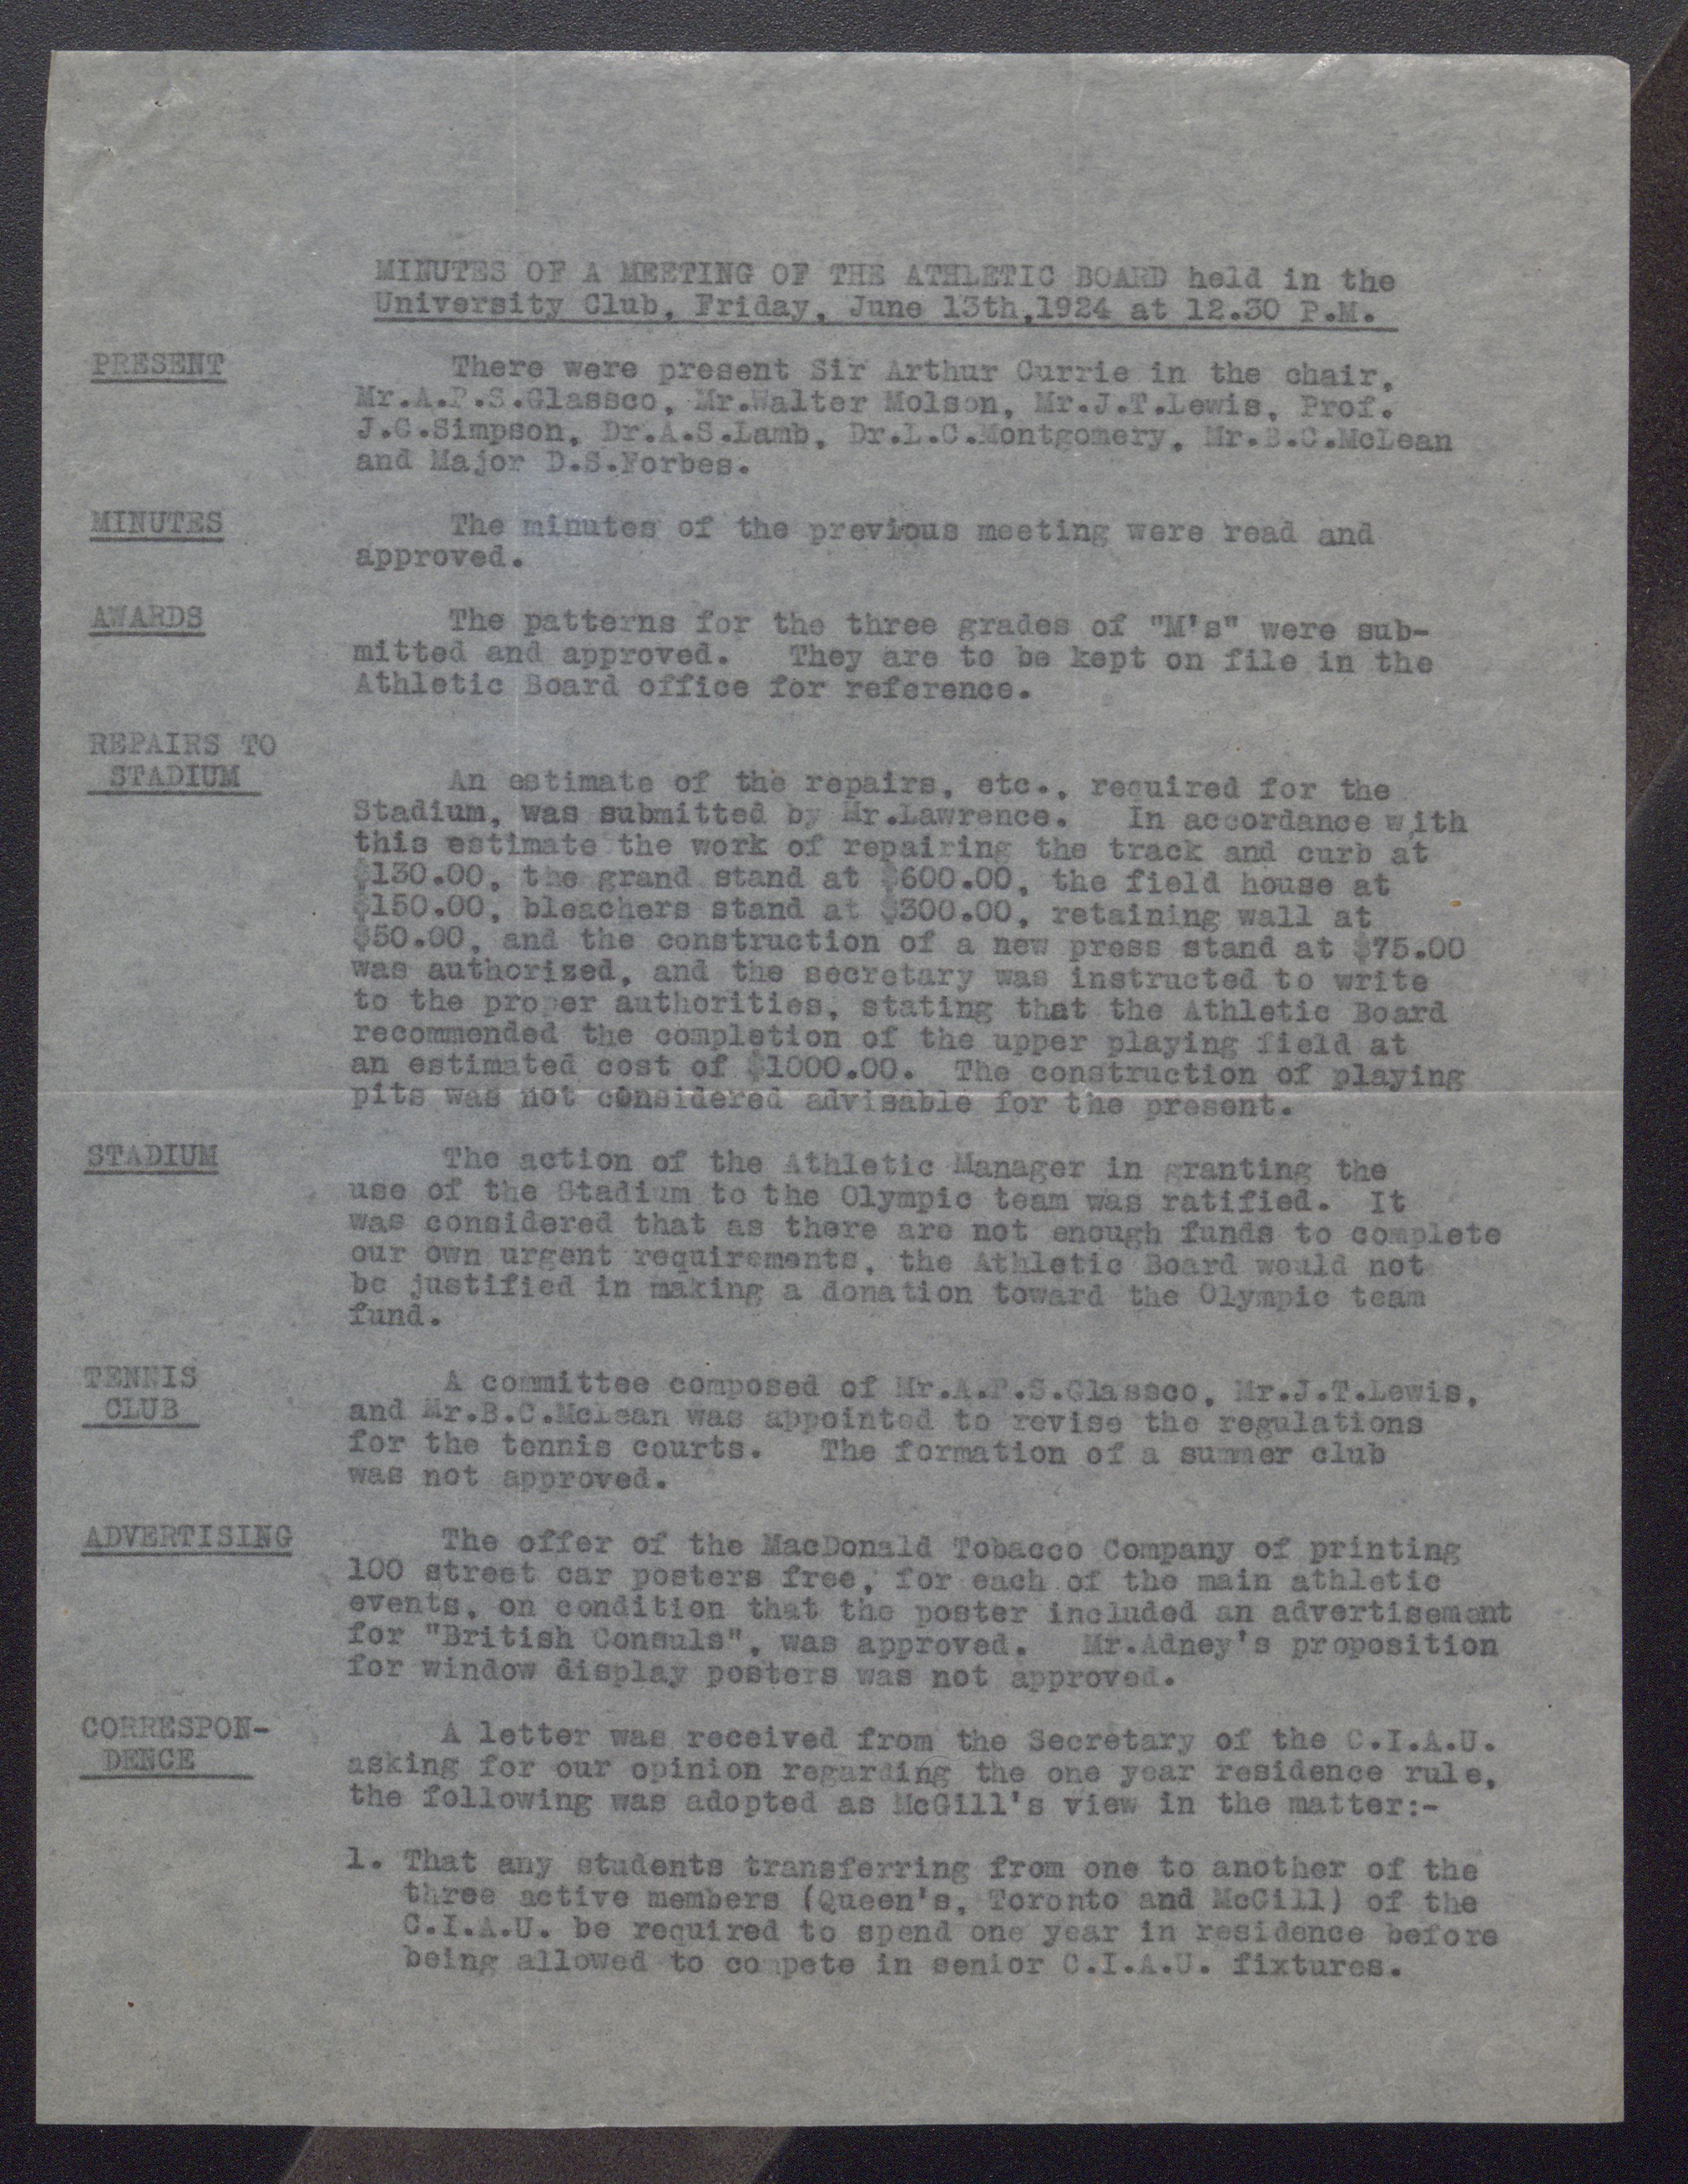 MINUTES OF A MEETING OF THE ATHLETIC BOARD held in the
University Club, Friday, June 13th,1924 at 12.30 P.M.
PRESENT
There were present Sir Arthur Currie in the chair,
Mr.A.P.S.Glassco, Mr.Walter Molson, Mr.J.T.Lewis, Prof.
J.C.Simpson, Dr.A.S.Lamb, Dr.L.C.Montgomery, Mr.B.C.McLean
and Major D.S.Forbes.
MINUTES
The minutes of the previous meeting were read and
approved.
AWARDS
The patterns for the three grades of "M's" were sub-
mitted and approved. They are to be kept on file in the
Athletic Board office for reference.
REPAIRS TO
STADIUM
An estimate of the repairs, etc., required for the
Stadium, was submitted by Mr.Lawrence. In accordance with
this estimate the work of repairing the track and curb at
$130.00, the grand stand at $600.00, the field house at
$150.00, bleachers stand at $300.00, retaining wall at
$50.00, and the construction of a new press stand at $75.00
was authorized, and the secretary was instructed to write
to the proper authorities, stating that the Athletic Board
recommended the completion of the upper playing field at
an estimated cost of $1000.00. The construction of playing
pits was not considered advisable for the present.
STADIUM
The action of the Athletic Manager in granting the
use of the Stadium to the Olympic team was ratified. It
was considered that as there are not enough funds to complete
our own urgent requirements, the Athletic Board would not
be justified in making a donation toward the Olympic team
fund.
TENNIS
CLUB
A committee composed of Mr.A.P.S.Glassco, Mr.J.T.Lewis,
and Mr.B.C.McLean was appointed to revise the regulations
for the tennis courts. The formation of a summer club
was not approved.
ADVERTISING
The offer of the MacDonald Tobacco Company of printing
100 street car posters free, for each of the main athletic
events, on condition that the poster included an advertisement
for "British Consuls", was approved. Mr.Adney's proposition
for window display posters was not approved.
CORRESPON-
DENCE
A letter was received from the Secretary of the C.I.A.U.
asking for our opinion regarding the one year residence rule,
the following was adopted as McGill's view in the matter:-
1. That any students transferring from one to another of the
three active members (Queen's, Toronto and McGill) of the
C.I.A.U. be required to spend one year in residence before
being allowed to compete in senior C.I.A.U. fixtures.